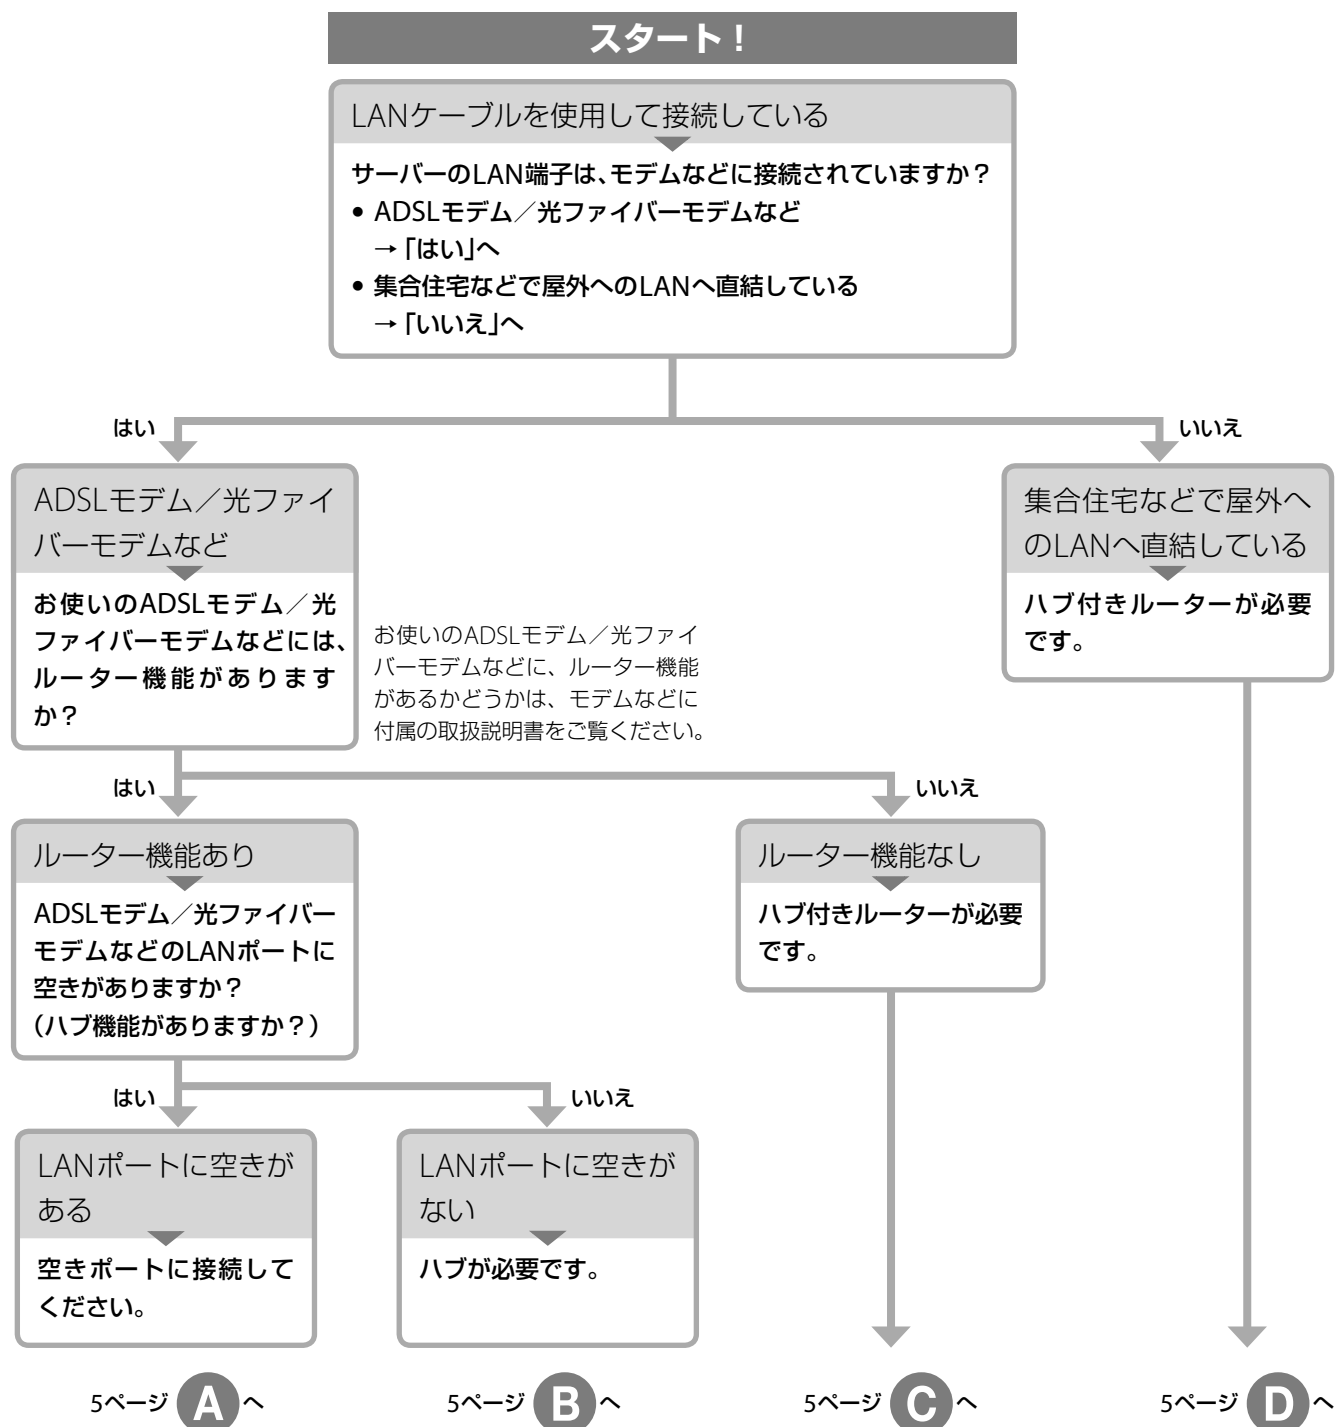 スタート！
LANケーブルを使用して接続している
サーバーのLAN端子は、モデムなどに接続されていますか？
• ADSLモデム／光ファイバーモデムなど
→「はい」へ
• 集合住宅などで屋外へのLANへ直結している
→「いいえ」へ
はい
いいえ
ADSLモデム／光ファイ
バーモデムなど
お使いのADSLモデム／光
ファイバーモデムなどには、
ルーター機能があります
か？
お使いのADSLモデム／光ファイ
バーモデムなどに、ルーター機能
があるかどうかは、モデムなどに
付属の取扱説明書をご覧ください。
集合住宅などで屋外へ
のLANへ直結している
ハブ付きルーターが必要
です。
はい
いいえ
ルーター機能あり
ADSLモデム／光ファイバー
モデムなどのLANポートに
空きがありますか？
（ハブ機能がありますか？）
ルーター機能なし
ハブ付きルーターが必要
です。
はい
いいえ
LANポートに空きが
ある
空きポートに接続して
ください。
LANポートに空きが
ない
ハブが必要です。
5ページ A へ
5ページ B へ
5ページ C へ
5ページ D へ